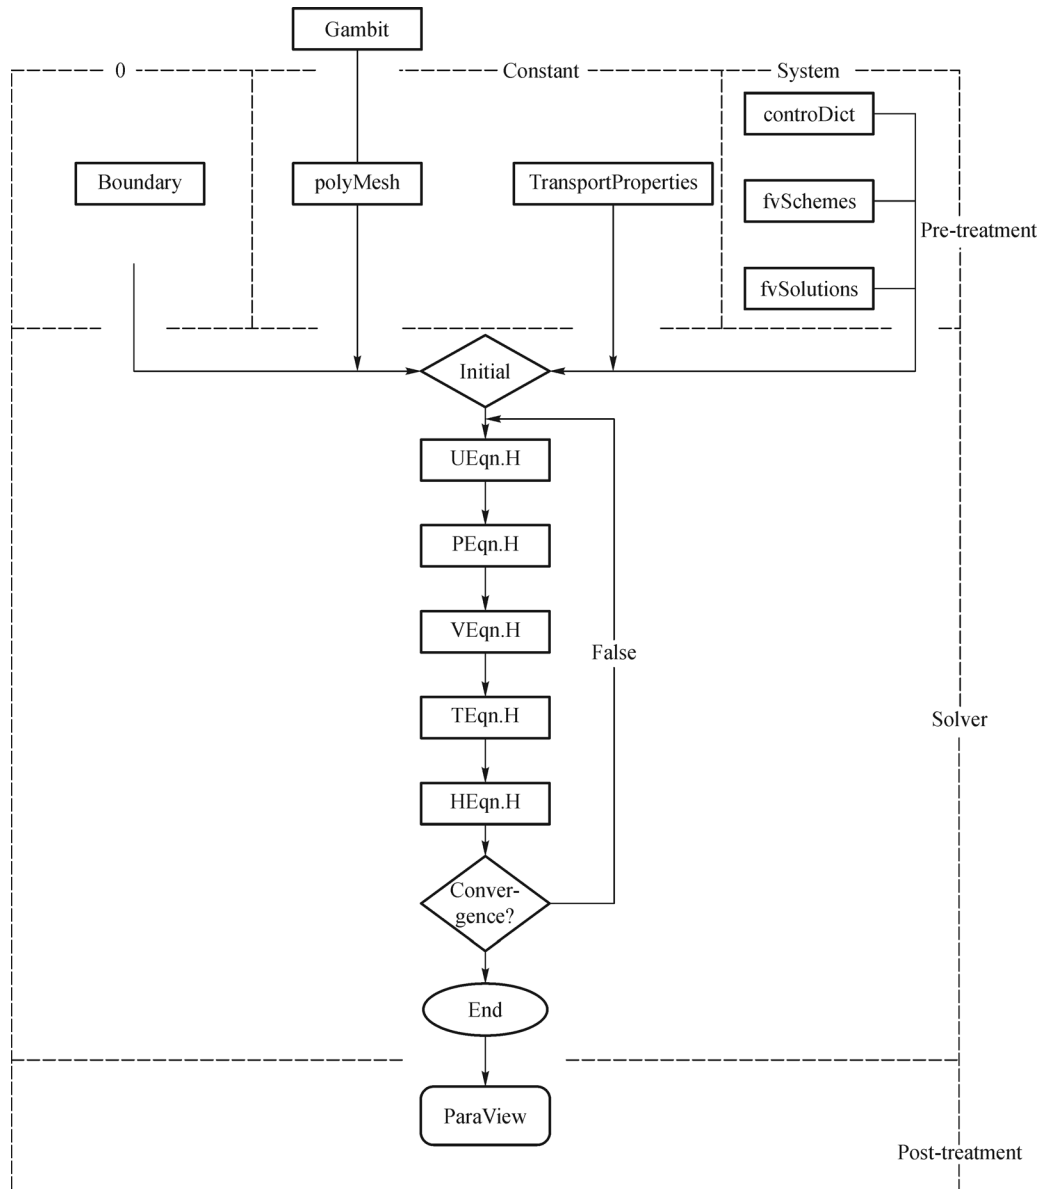 Gambit
0
Constant
System
controDict
Boundary
polyMesh
TransportProperties
fvSchemes
Pre-treatment
fvSolutions
Initial
UEqn.H
PEqn.H
VEqn.H
False
TEqn.H
Solver
HEqn.H
Conver-
gence?
End
ParaView
Post-treatment